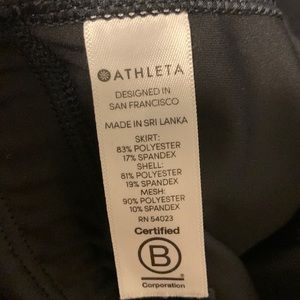 ATHLETA
DESIGNED IN
SAN FRANCISCO
MADE IN SRI LANKA
SKIRT:
83% POLYESTER
17% SPANDEX
SHELL:
81% POLYESTER
19% SPANDEX
MESH:
90% POLYESTER
10% SPANDEX
RN 54023
Certified
B
Corporation